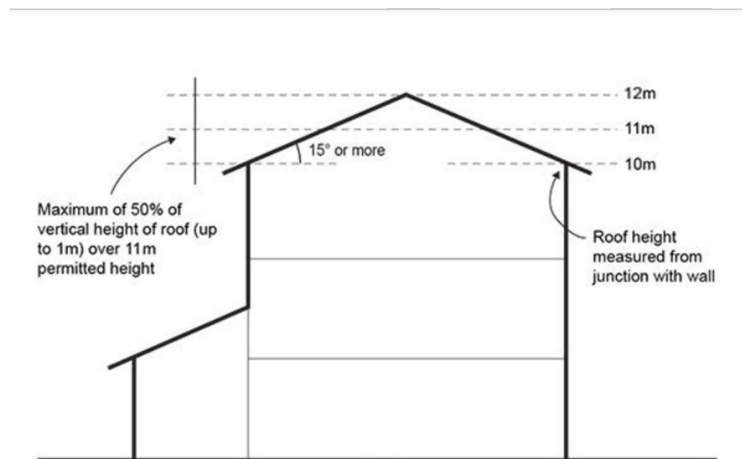 12m
11m
15° or more
10m
Maximum of 50% of
vertical height of roof (up
to 1m) over 11m
permitted height
Roof height
measured from
junction with wall